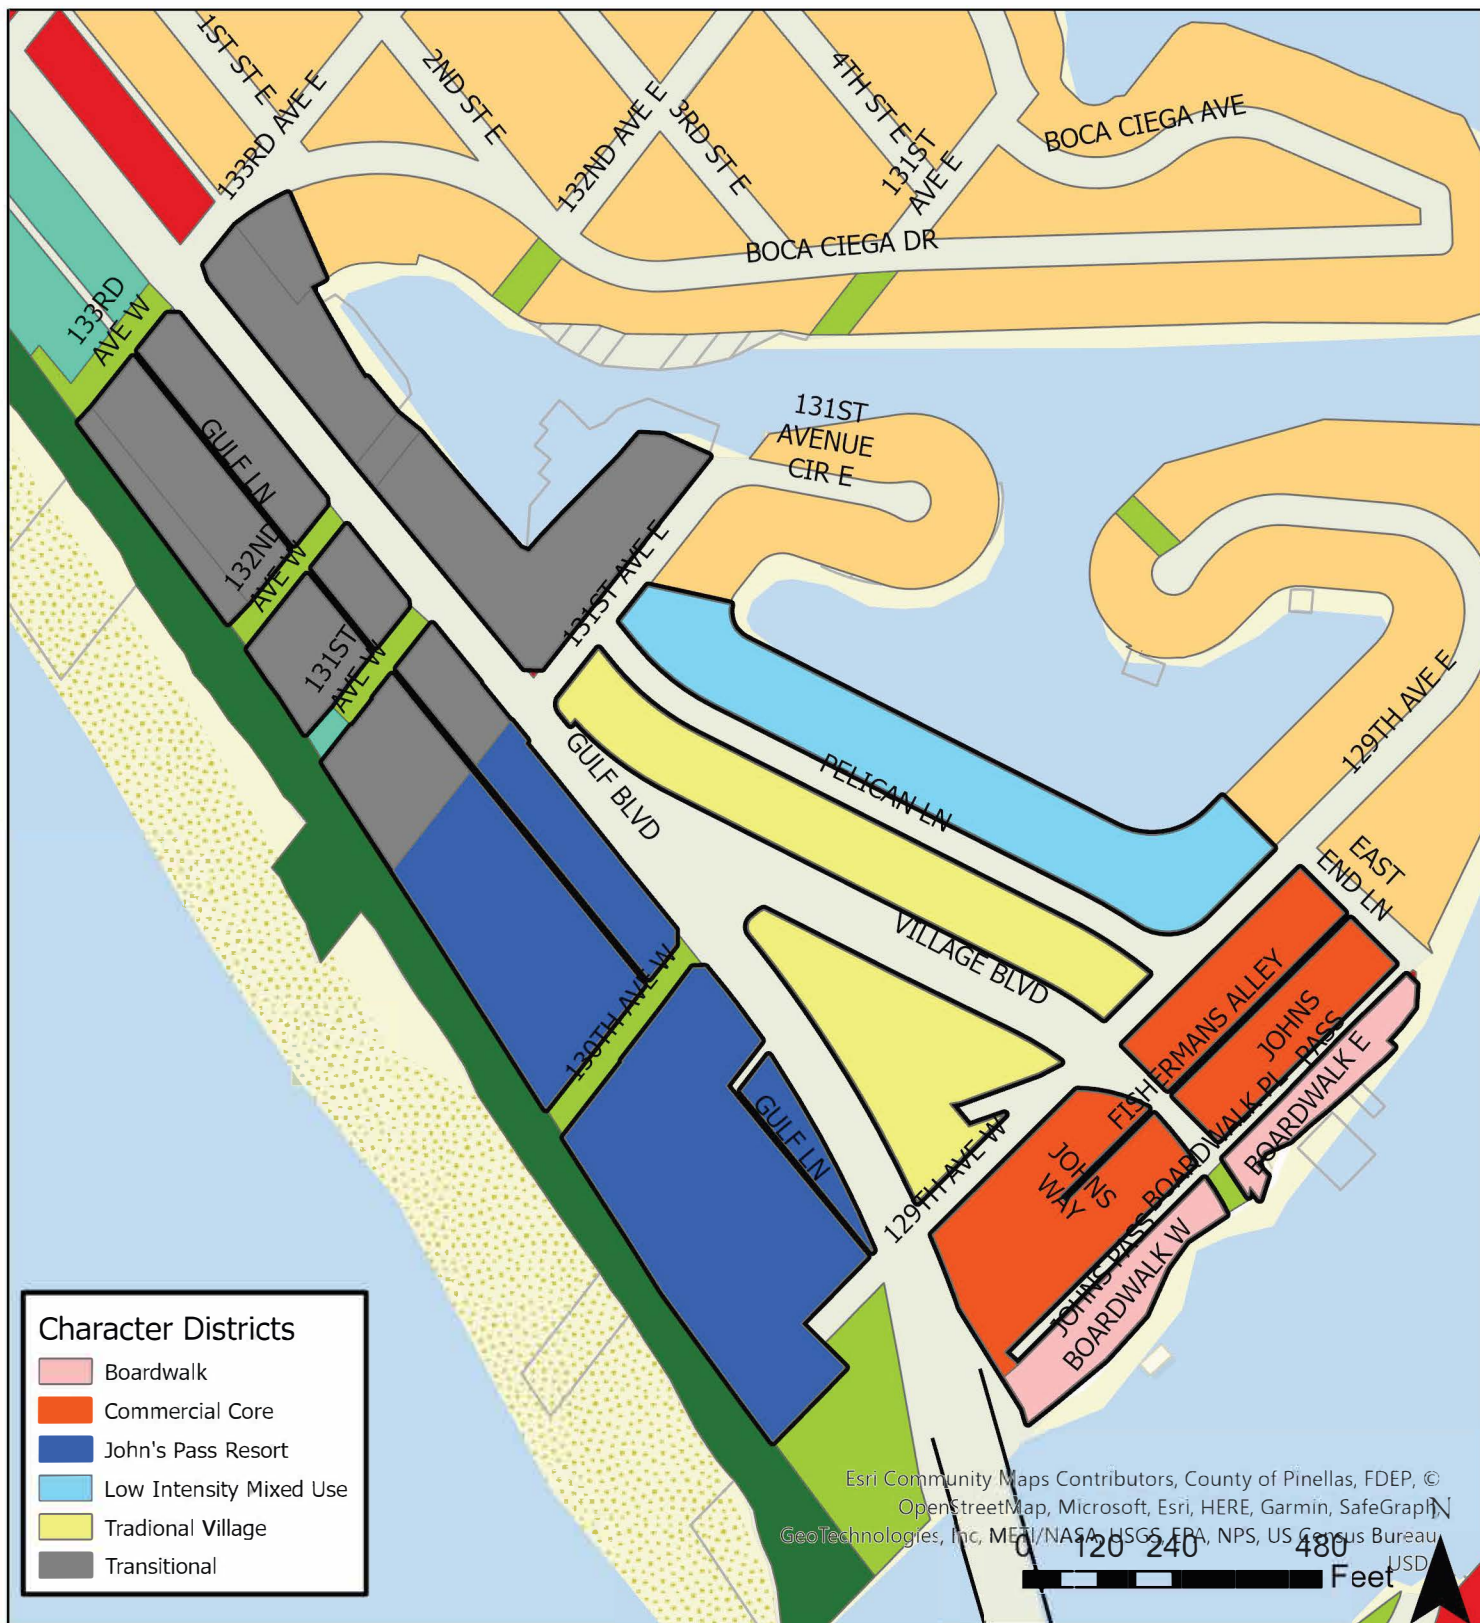 1ST ST E
133RD AVE E
2ND ST E
132ND AVE E
3RD ST E
4TH ST E
131ST
AVE E
BOCA CIEGA AVE
BOCA CIEGA DR
133RD
AVE W
GULF LN
132ND
AVE W
131ST
AVE W
131ST
AVENUE
CIR E
131ST AVE E
129TH AVE E
GULF BLVD
PELICAN LN
EAST
END LN
VILLAGE BLVD
130TH AVE W
GULF LN
129TH AVE W
FISHERMANS ALLEY
JOHNS
PASS
BOARDWALK E
BOARDWALK PL
JOHNS
WAY
JOHNS PASS
BOARDWALK W
Character Districts
Boardwalk
Commercial Core
John's Pass Resort
Low Intensity Mixed Use
Tradional Village
Transitional
Esri Community Maps Contributors, County of Pinellas, FDEP, ©
OpenStreetMap, Microsoft, Esri, HERE, Garmin, SafeGraph,
GeoTechnologies, Inc, METI/NASA, USGS, EPA, NPS, US Census Bureau,
USD
N
0 120 240 480
Feet